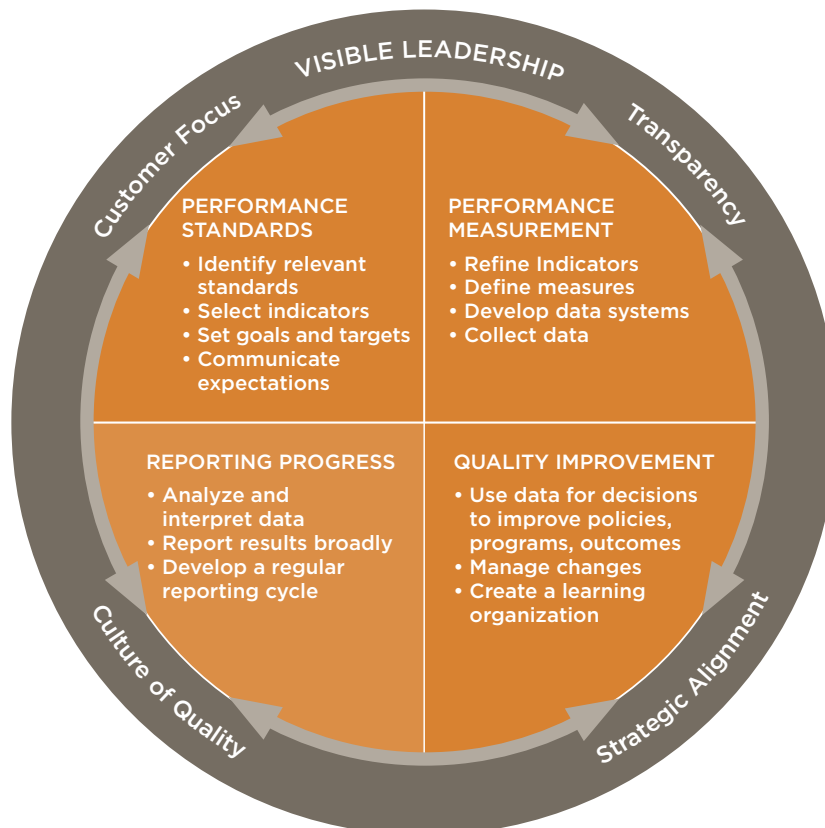 VISIBLE LEADERSHIP
Customer Focus
Transparency
PERFORMANCE
STANDARDS
• Identify relevant
standards
• Select indicators
• Set goals and targets
• Communicate
expectations
PERFORMANCE
MEASUREMENT
• Refine Indicators
• Define measures
• Develop data systems
• Collect data
REPORTING PROGRESS
• Analyze and
interpret data
• Report results broadly
• Develop a regular
reporting cycle
QUALITY IMPROVEMENT
• Use data for decisions
to improve policies,
programs, outcomes
• Manage changes
• Create a learning
organization
Culture of Quality
Strategic Alignment